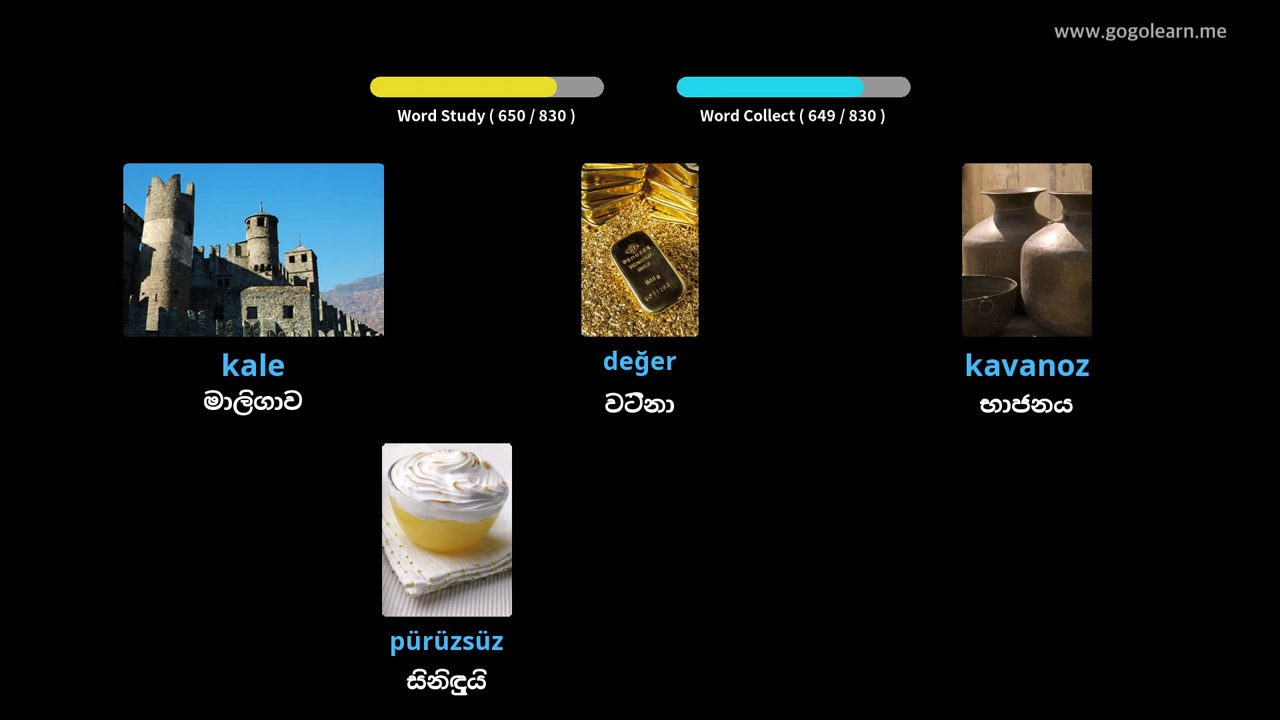 www.gogolearn.me
Word Study ( 650 / 830 )
Word Collect ( 649 / 830 )
kale
මාලිගාව
değer
වටිනා
kavanoz
භාජනය
pürüzsüz
සිනිඳුයි